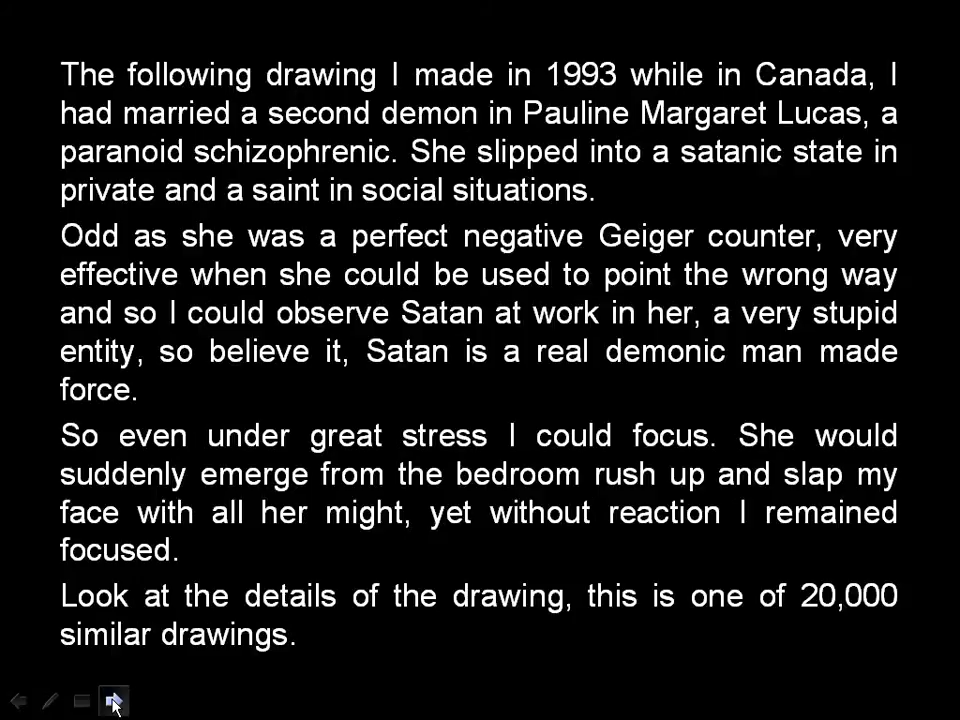 The following drawing I made in 1993 while in Canada, I
had married a second demon in Pauline Margaret Lucas, a
paranoid schizophrenic. She slipped into a satanic state in
private and a saint in social situations.
Odd as she was a perfect negative Geiger counter, very
effective when she could be used to point the wrong way
and so I could observe Satan at work in her, a very stupid
entity, so believe it, Satan is a real demonic man made
force.
So even under great stress I could focus. She would
suddenly emerge from the bedroom rush up and slap my
face with all her might, yet without reaction I remained
focused.
Look at the details of the drawing, this is one of 20,000
similar drawings.